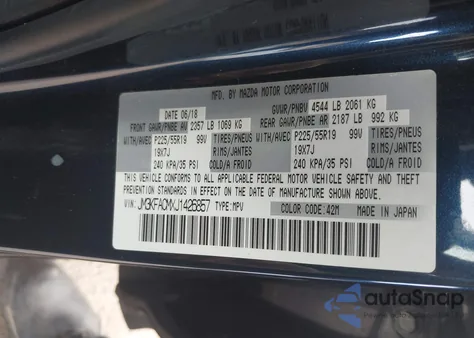 MFD. BY MAZDA MOTOR CORPORATION
DATE 06/18 GVWR/PNBV 4544 LB 2061 KG
FRONT GAWR/PNBE AV 2357 LB 1069 KG REAR GAWR/PNBE AR 2187 LB 992 KG
WITH/AVEC P225/55R19 99V TIRES/PNEUS WITH/AVEC P225/55R19 99V TIRES/PNEUS
19X7J RIMS/JANTES 19X7J RIMS/JANTES
240 KPA/35 PSI COLD/FROID 240 KPA/35 PSI COLD/FROID
THIS VEHICLE CONFORMS TO ALL APPLICABLE FEDERAL MOTOR VEHICLE SAFETY AND THEFT
PREVENTION STANDARDS IN EFFECT ON THE DATE OF MANUFACTURE SHOWN ABOVE.
VIN: JM3KFACMXJ1426857 TYPE: MPV COLOR CODE: 42M MADE IN JAPAN
autoSnap